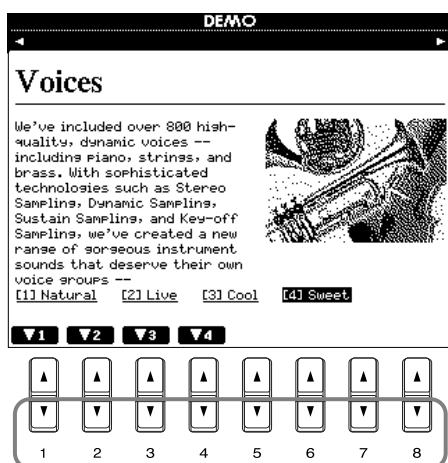 DEMO
Voices
We've included over 800 high-
quality, dynamic voices --
including piano, strings, and
brass. With sophisticated
technologies such as Stereo
Sampling, Dynamic Sampling,
Sustain Sampling, and Key-off
Sampling, we've created a new
range of gorgeous instrument
sounds that deserve their own
voice groups --
[1] Natural [2] Live [3] Cool [4] Sweet
▼1 ▼2 ▼3 ▼4
1 2 3 4 5 6 7 8